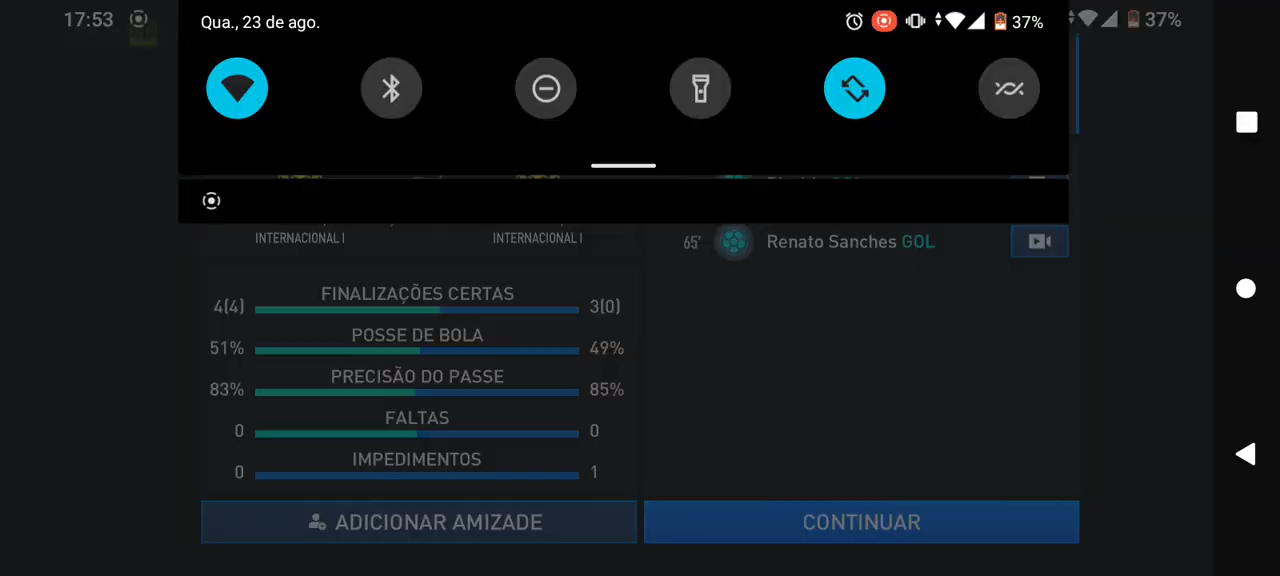 17:53
Qua., 23 de ago.
37%
37%
INTERNACIONAL I
INTERNACIONAL I
65' Renato Sanches GOL
FINALIZAÇÕES CERTAS
4(4) 3(0)
POSSE DE BOLA
51% 49%
PRECISÃO DO PASSE
83% 85%
FALTAS
0 0
IMPEDIMENTOS
0 1
ADICIONAR AMIZADE
CONTINUAR